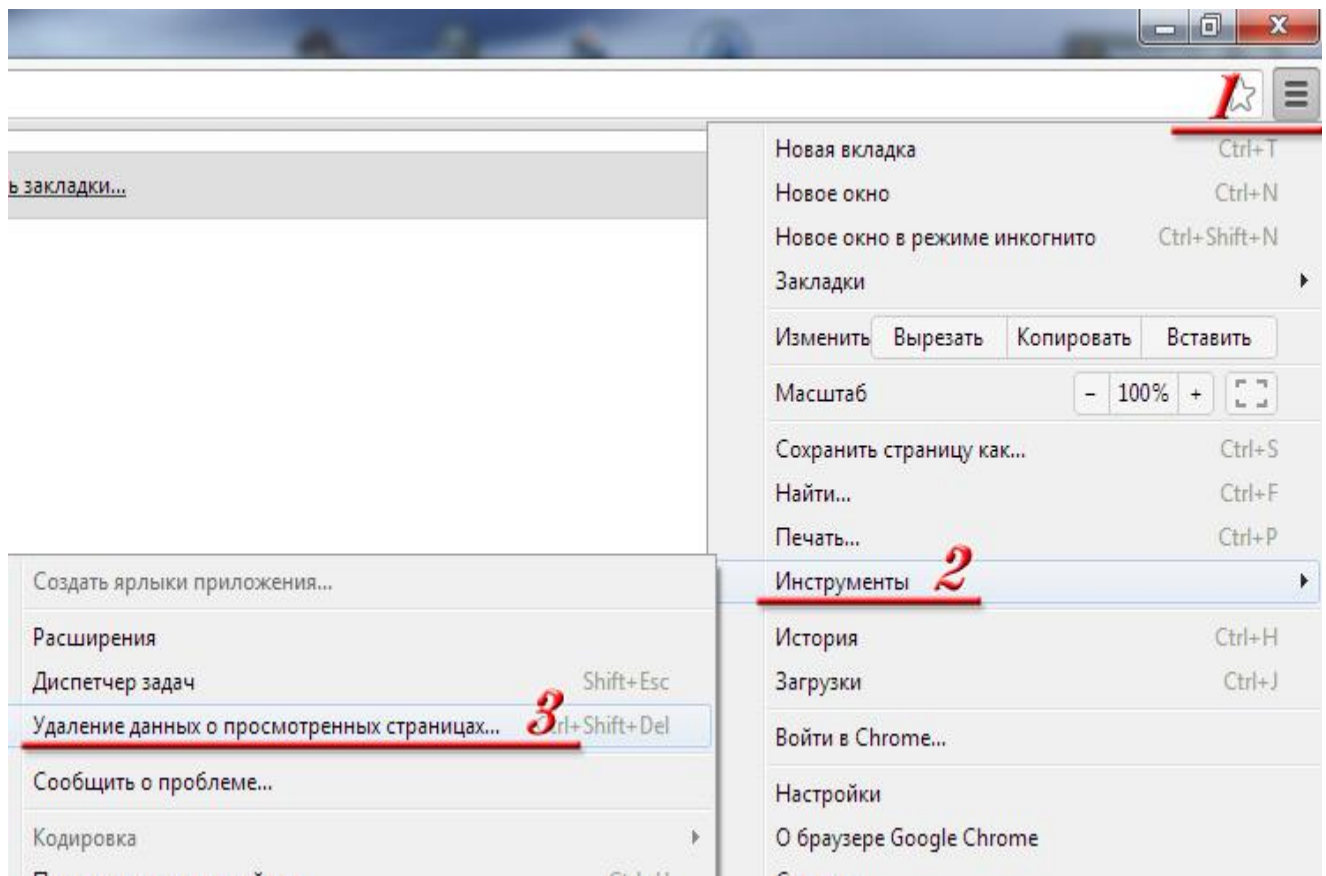 1
ь закладки...
Новая вкладка Ctrl+T
Новое окно Ctrl+N
Новое окно в режиме инкогнито Ctrl+Shift+N
Закладки
Изменить Вырезать Копировать Вставить
Масштаб - 100% +
Сохранить страницу как... Ctrl+S
Найти... Ctrl+F
Печать... Ctrl+P
Инструменты 2
История Ctrl+H
Загрузки Ctrl+J
Войти в Chrome...
Настройки
О браузере Google Chrome
Создать ярлыки приложения...
Расширения
Диспетчер задач Shift+Esc
Удаление данных о просмотренных страницах... 3 Ctrl+Shift+Del
Сообщить о проблеме...
Кодировка